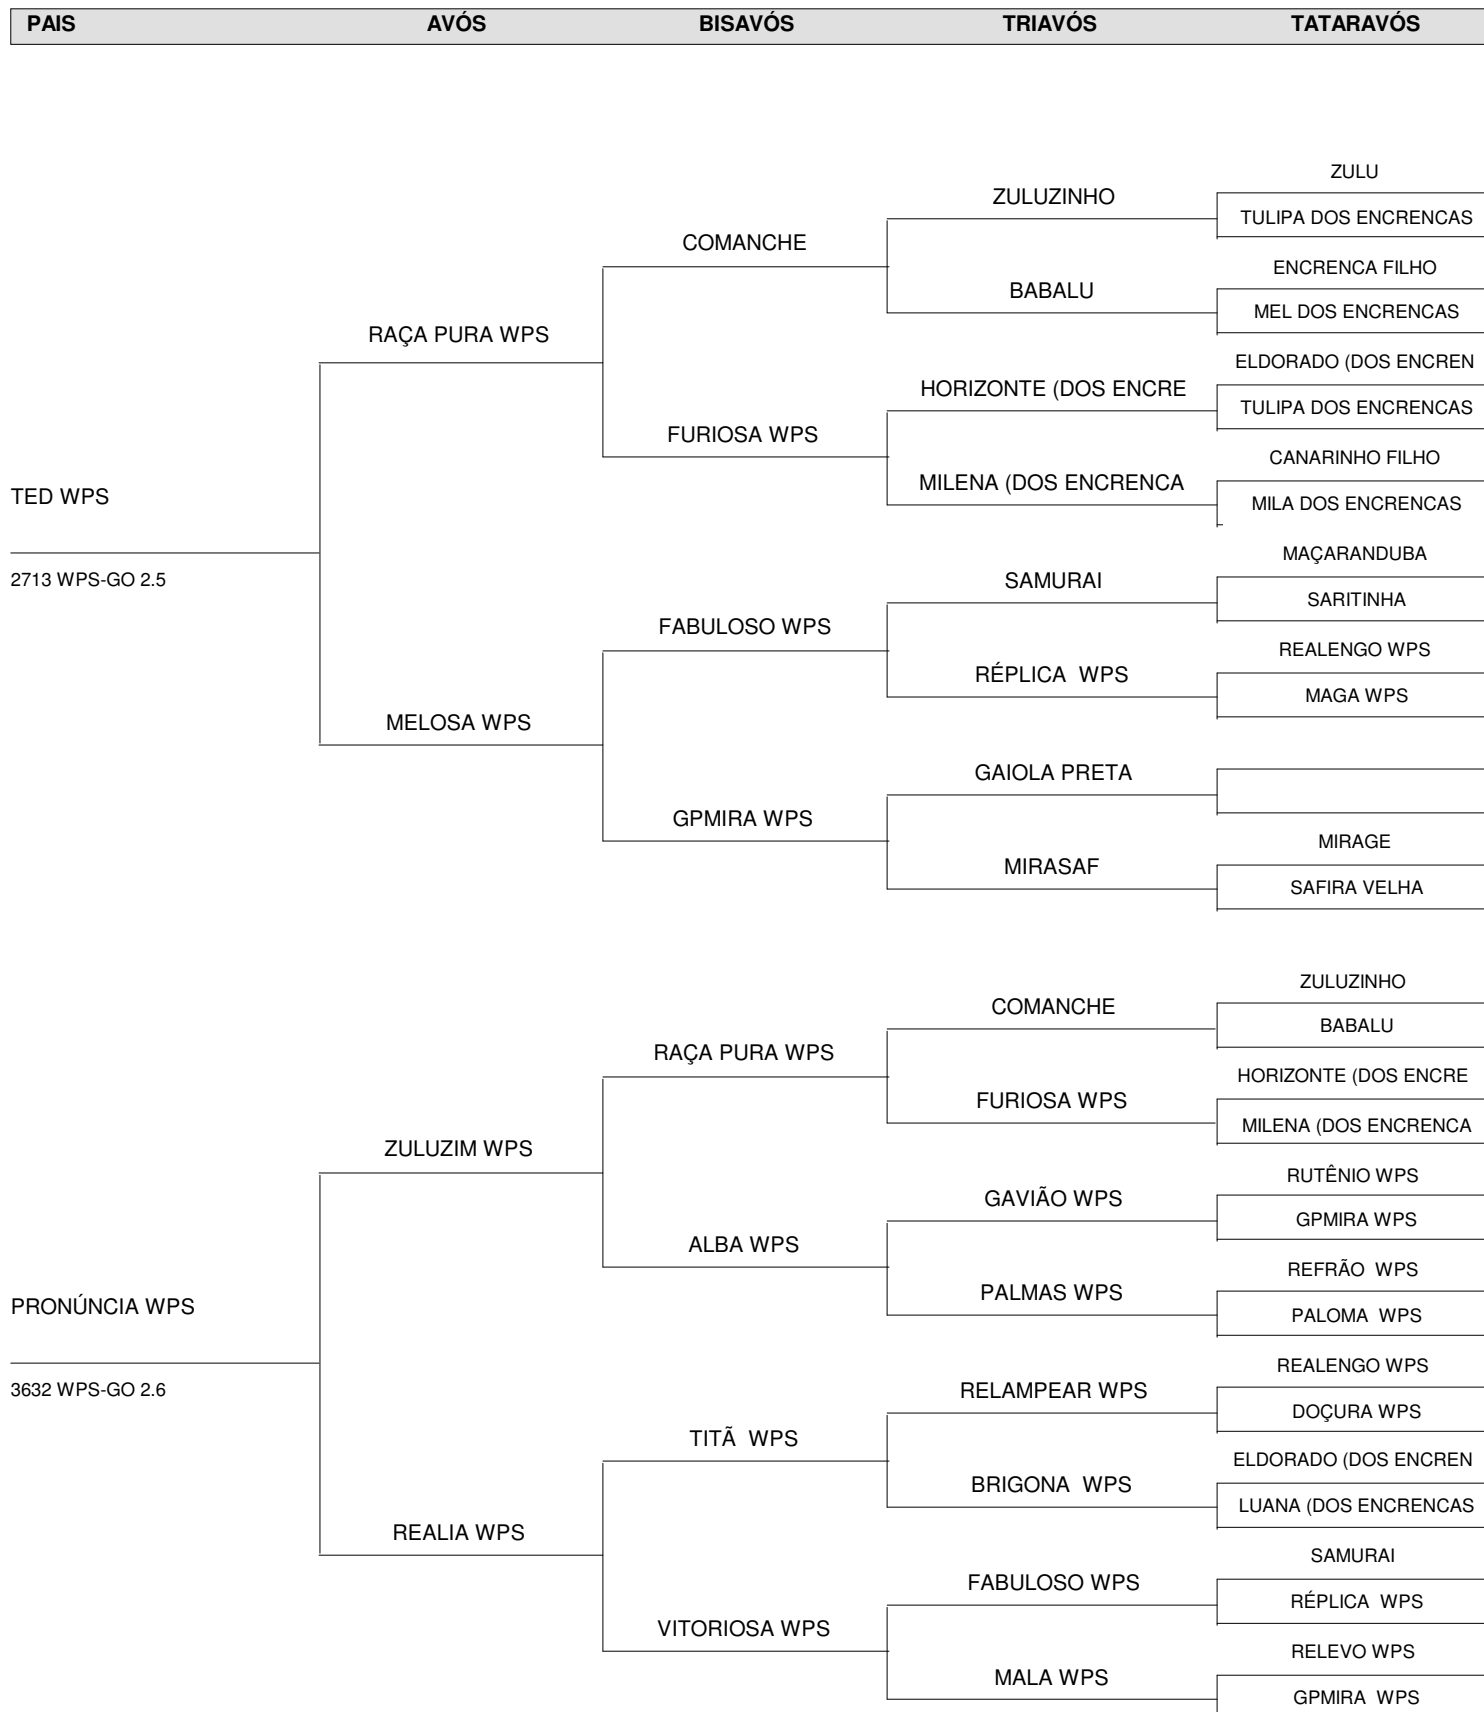 PAIS AVÓS BISAVÓS TRIAVÓS TATARAVÓS
ZULU
ZULUZINHO
TULIPA DOS ENCRENCAS
COMANCHE
ENCRENCA FILHO
BABALU
MEL DOS ENCRENCAS
RAÇA PURA WPS
ELDORADO (DOS ENCREN
HORIZONTE (DOS ENCRE
TULIPA DOS ENCRENCAS
FURIOSA WPS
CANARINHO FILHO
MILENA (DOS ENCRENCA
MILA DOS ENCRENCAS
TED WPS
2713 WPS-GO 2.5
MAÇARANDUBA
SAMURAI
SARITINHA
FABULOSO WPS
REALENGO WPS
RÉPLICA WPS
MAGA WPS
MELOSA WPS
GAIOLA PRETA
GPMIRA WPS
MIRAGE
MIRASAF
SAFIRA VELHA
ZULUZINHO
COMANCHE
BABALU
RAÇA PURA WPS
HORIZONTE (DOS ENCRE
FURIOSA WPS
MILENA (DOS ENCRENCA
ZULUZIM WPS
RUTÊNIO WPS
GAVIÃO WPS
GPMIRA WPS
ALBA WPS
REFRÃO WPS
PALMAS WPS
PALOMA WPS
PRONÚNCIA WPS
3632 WPS-GO 2.6
REALENGO WPS
RELAMPEAR WPS
DOÇURA WPS
TITÃ WPS
ELDORADO (DOS ENCREN
BRIGONA WPS
LUANA (DOS ENCRENCAS
REALIA WPS
SAMURAI
FABULOSO WPS
RÉPLICA WPS
VITORIOSA WPS
RELEVO WPS
MALA WPS
GPMIRA WPS